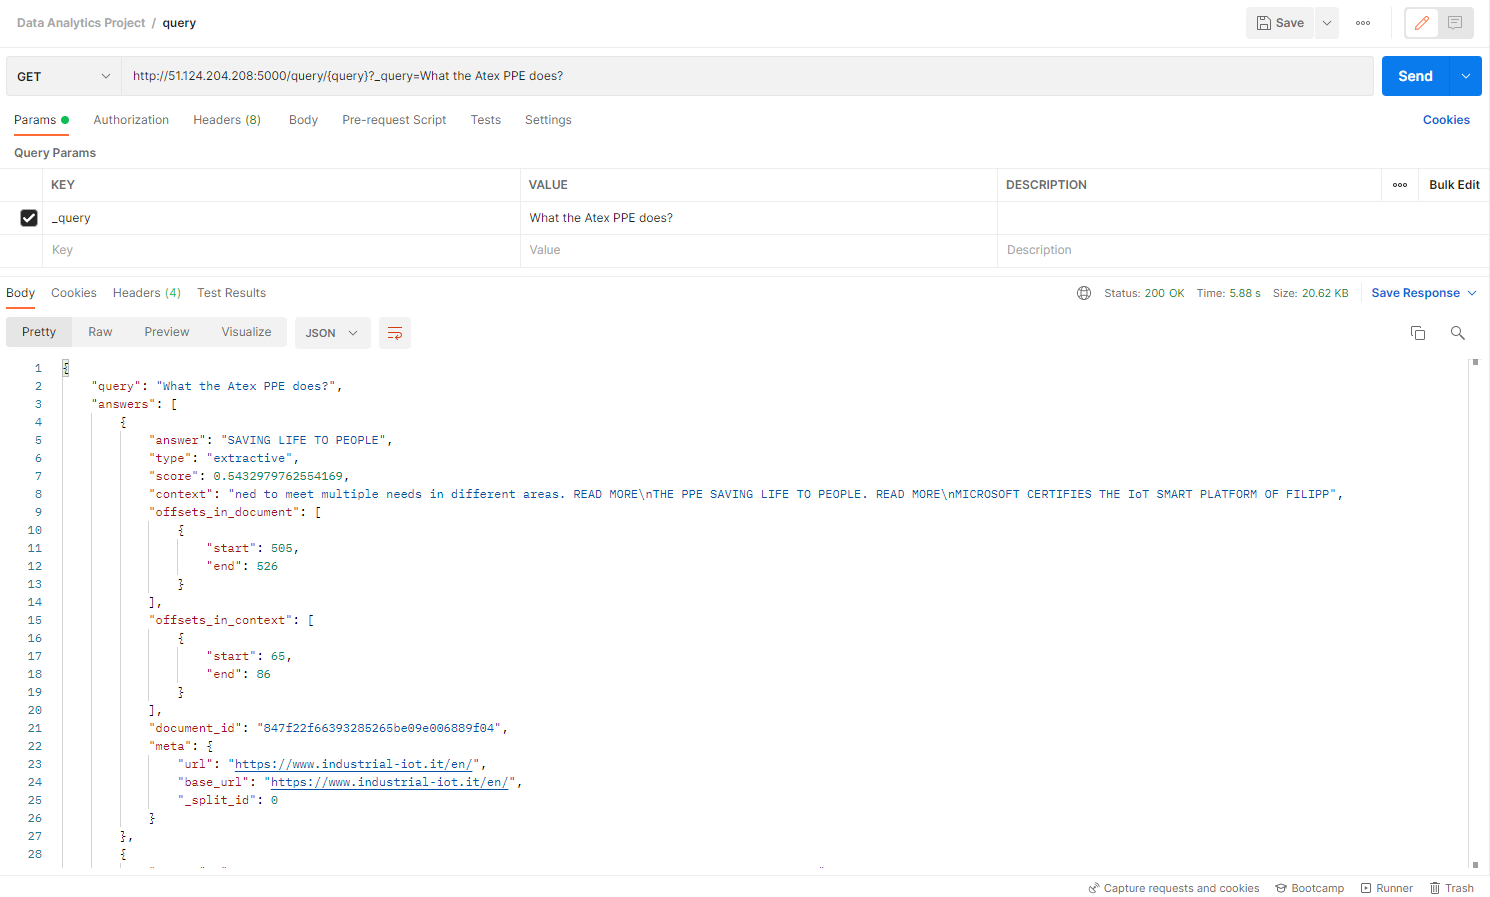 Data Analytics Project / query
Save
GET
http://51.124.204.208:5000/query/{query}?_query=What the Atex PPE does?
Send
Params Authorization Headers (8) Body Pre-request Script Tests Settings Cookies
Query Params
KEY VALUE DESCRIPTION Bulk Edit
_query What the Atex PPE does?
Key Value Description
Body Cookies Headers (4) Test Results Status: 200 OK Time: 5.88 s Size: 20.62 KB Save Response
Pretty Raw Preview Visualize JSON
1 {
2 "query": "What the Atex PPE does?",
3 "answers": [
4 {
5 "answer": "SAVING LIFE TO PEOPLE",
6 "type": "extractive",
7 "score": 0.5432979762554169,
8 "context": "ned to meet multiple needs in different areas. READ MORE\nTHE PPE SAVING LIFE TO PEOPLE. READ MORE\nMICROSOFT CERTIFIES THE IoT SMART PLATFORM OF FILIPP",
9 "offsets_in_document": [
10 {
11 "start": 505,
12 "end": 526
13 }
14 ],
15 "offsets_in_context": [
16 {
17 "start": 65,
18 "end": 86
19 }
20 ],
21 "document_id": "847f22f66393285265be09e006889f04",
22 "meta": {
23 "url": "https://www.industrial-iot.it/en/",
24 "base_url": "https://www.industrial-iot.it/en/",
25 "_split_id": 0
26 }
27 },
28 {
Capture requests and cookies Bootcamp Runner Trash